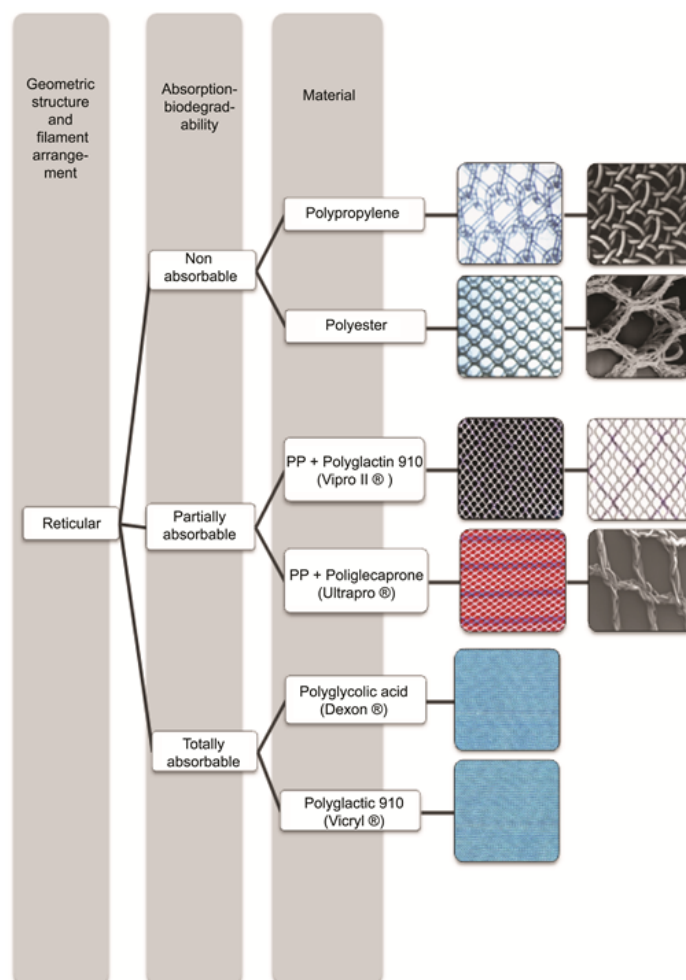 Geometric
structure
and
filament
arrange-
ment
Absorption-
biodegrad-
ability
Material
Polypropylene
Non
absorbable
Polyester
PP + Polyglactin 910
(Vipro II ® )
Reticular
Partially
absorbable
PP + Poliglecaprone
(Ultrapro ®)
Polyglycolic acid
(Dexon ®)
Totally
absorbable
Polyglactic 910
(Vicryl ®)